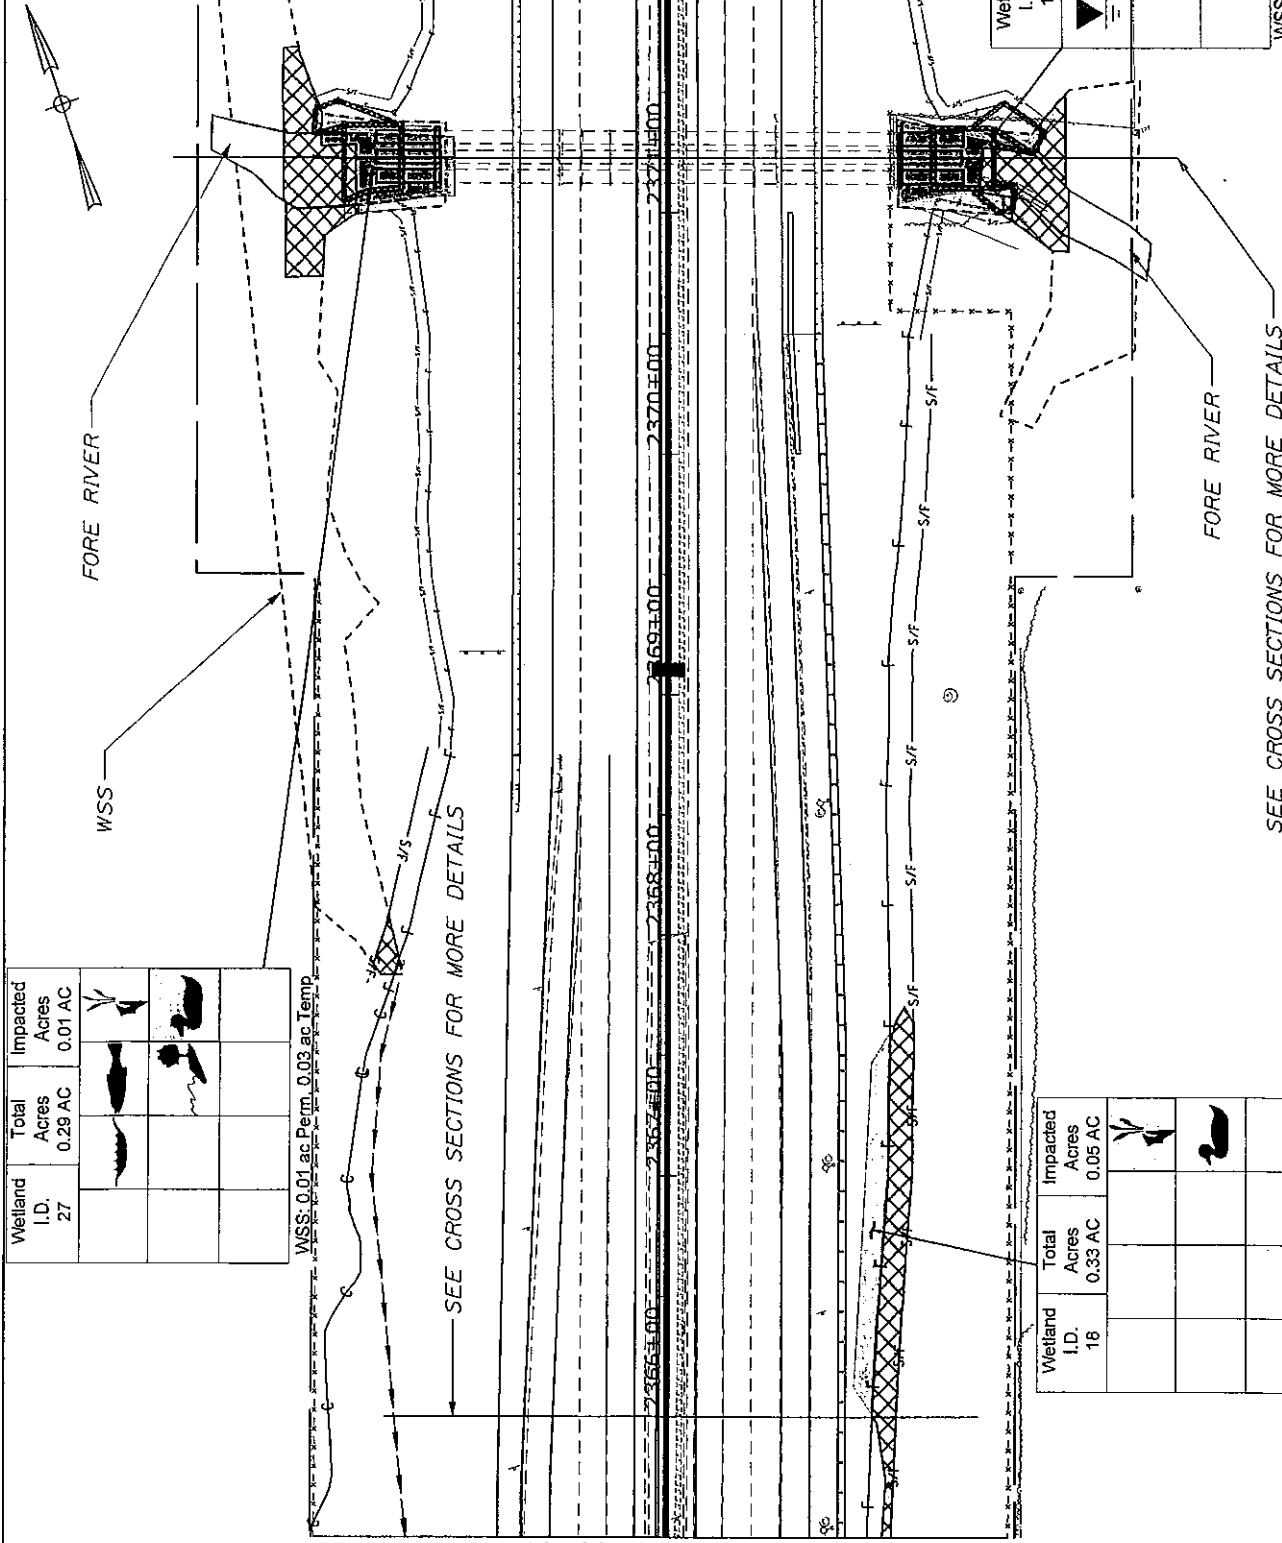 FORE RIVER
WSS
SEE CROSS SECTIONS FOR MORE DETAILS
Wetland
I.D.
27
Total
Acres
0.29 AC
Impacted
Acres
0.01 AC
WSS: 0.01 ac Perm, 0.03 ac Temp
2371+00
2370+00
2369+00
2368+00
2367+00
2366+00
S/F
S/F
S/F
S/F
S/F
S/F
S/F
S/F
S/F
S/F
F
F
F
F
F
F
F
F
C
C
C
C
C
C
FORE RIVER
SEE CROSS SECTIONS FOR MORE DETAILS
Wetland
I.D.
16
Total
Acres
0.33 AC
Impacted
Acres
0.05 AC
I.
WSS